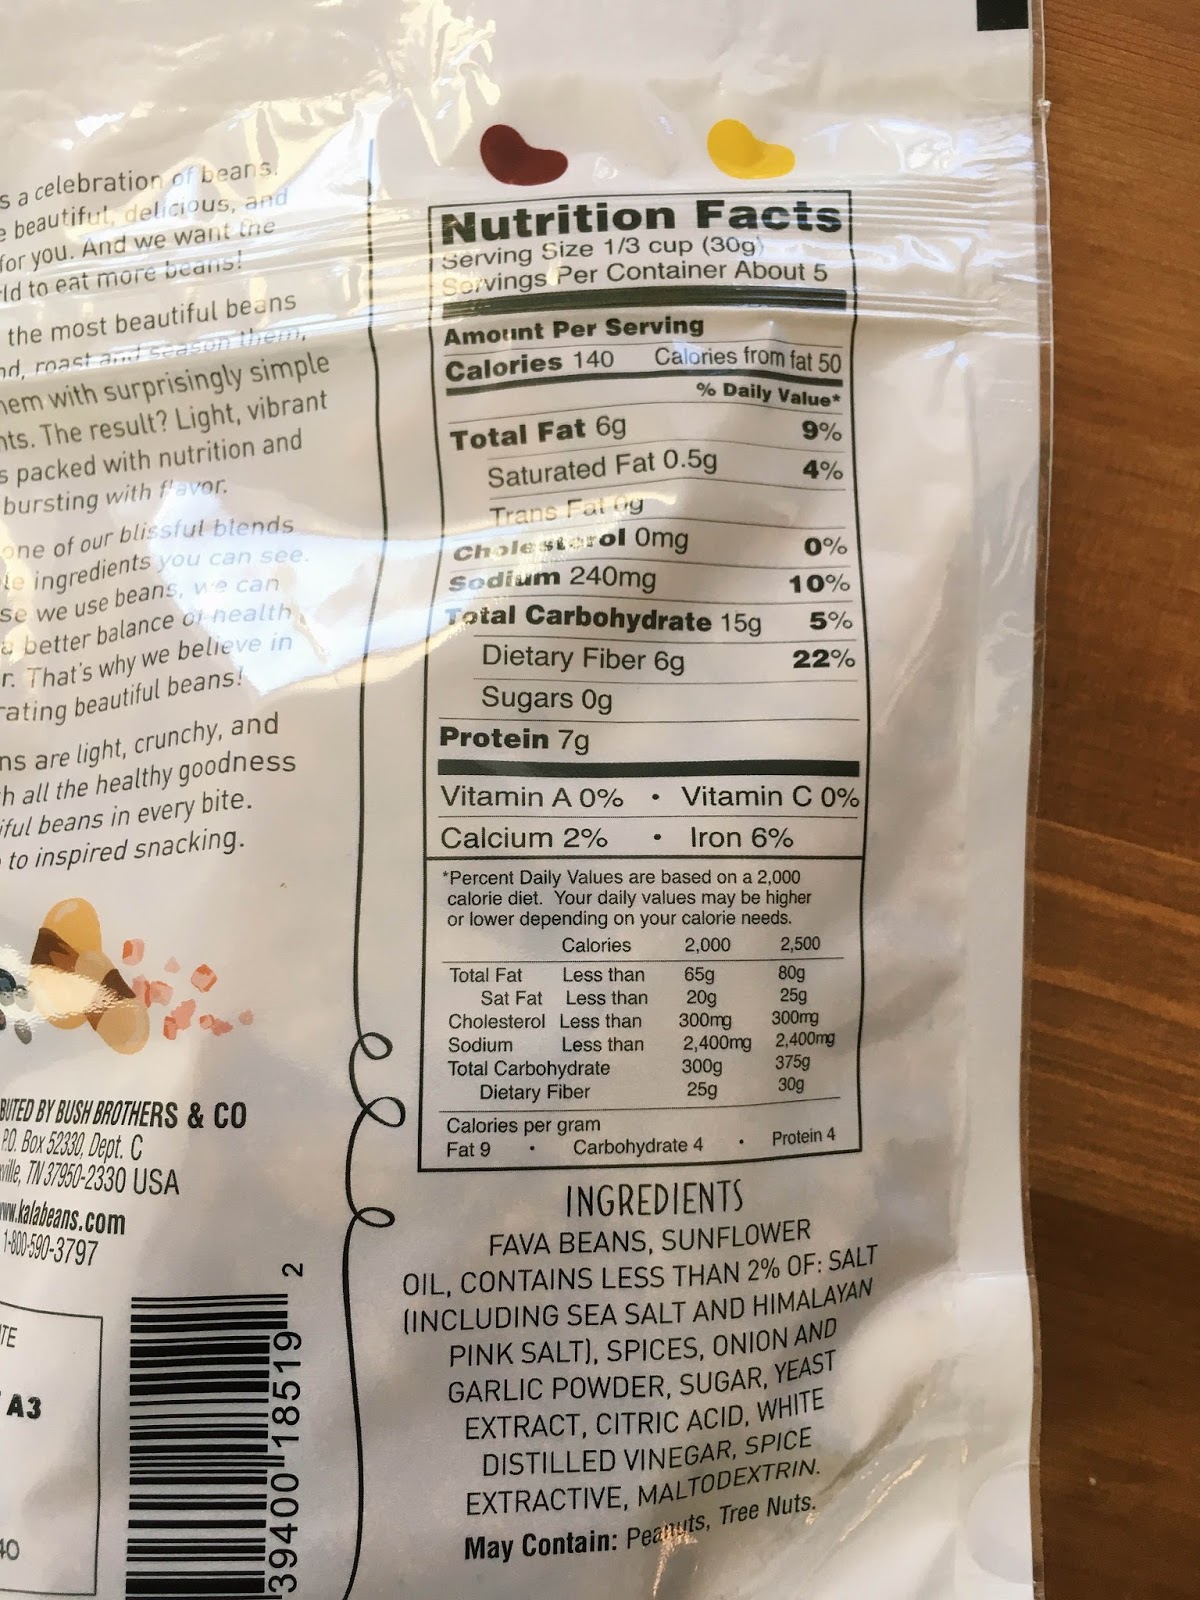 s a celebration of beans.
e beautiful, delicious, and
for you. And we want the
rld to eat more beans!
the most beautiful beans
nd, roast and season them,
hem with surprisingly simple
nts. The result? Light, vibrant
s packed with nutrition and
bursting with flavor.
one of our blissful blends
le ingredients you can see.
se we use beans, we can
a better balance of health
r. That's why we believe in
rating beautiful beans!
ns are light, crunchy, and
h all the healthy goodness
iful beans in every bite.
to inspired snacking.
BUTED BY BUSH BROTHERS & CO
P.O. Box 52330, Dept. C
ville, TN 37950-2330 USA
www.kalabeans.com
1-800-590-3797
TE
A3
40
39400 18519 2
Nutrition Facts
Serving Size 1/3 cup (30g)
Servings Per Container About 5
Amount Per Serving
Calories 140 Calories from fat 50
% Daily Value*
Total Fat 6g 9%
Saturated Fat 0.5g 4%
Trans Fat 0g
Cholesterol 0mg 0%
Sodium 240mg 10%
Total Carbohydrate 15g 5%
Dietary Fiber 6g 22%
Sugars 0g
Protein 7g
Vitamin A 0% • Vitamin C 0%
Calcium 2% • Iron 6%
*Percent Daily Values are based on a 2,000
calorie diet. Your daily values may be higher
or lower depending on your calorie needs.
Calories 2,000 2,500
Total Fat Less than 65g 80g
Sat Fat Less than 20g 25g
Cholesterol Less than 300mg 300mg
Sodium Less than 2,400mg 2,400mg
Total Carbohydrate 300g 375g
Dietary Fiber 25g 30g
Calories per gram
Fat 9 • Carbohydrate 4 • Protein 4
INGREDIENTS
FAVA BEANS, SUNFLOWER
OIL, CONTAINS LESS THAN 2% OF: SALT
(INCLUDING SEA SALT AND HIMALAYAN
PINK SALT), SPICES, ONION AND
GARLIC POWDER, SUGAR, YEAST
EXTRACT, CITRIC ACID, WHITE
DISTILLED VINEGAR, SPICE
EXTRACTIVE, MALTODEXTRIN.
May Contain: Peanuts, Tree Nuts.